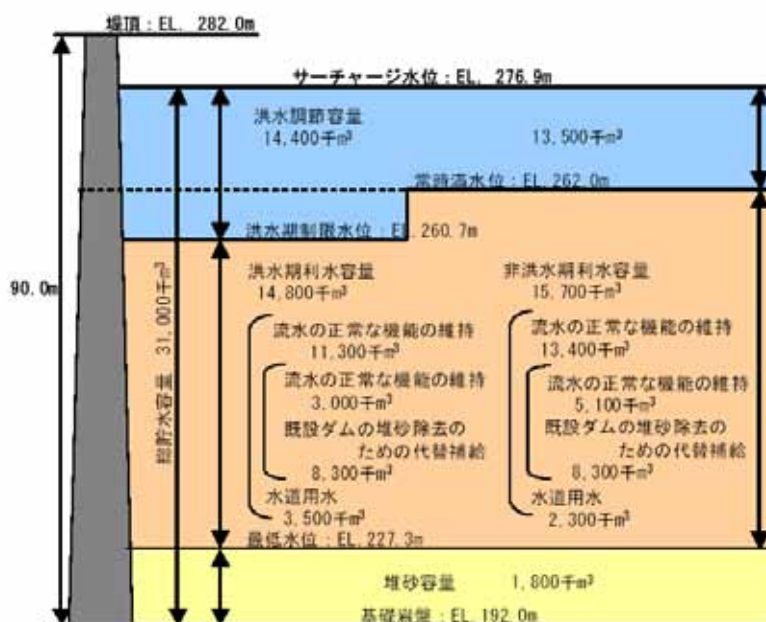 堤頂：EL. 282.0m
サーチャージ水位：EL. 276.9m
洪水調節容量
14,400千m³
13,500千m³
常時満水位：EL.262.0m
洪水期制限水位：EL.260.7m
90.0m
総貯水容量 31,000千m³
洪水期利水容量
14,800千m³
流水の正常な機能の維持
11,300千m³
流水の正常な機能の維持
3,000千m³
既設ダムの堆砂除去の
ための代替補給
8,300千m³
水道用水
3,500千m³
非洪水期利水容量
15,700千m³
流水の正常な機能の維持
13,400千m³
流水の正常な機能の維持
5,100千m³
既設ダムの堆砂除去の
ための代替補給
8,300千m³
水道用水
2,300千m³
最低水位：EL.227.3m
堆砂容量 1,800千m³
基礎岩盤：EL.192.0m